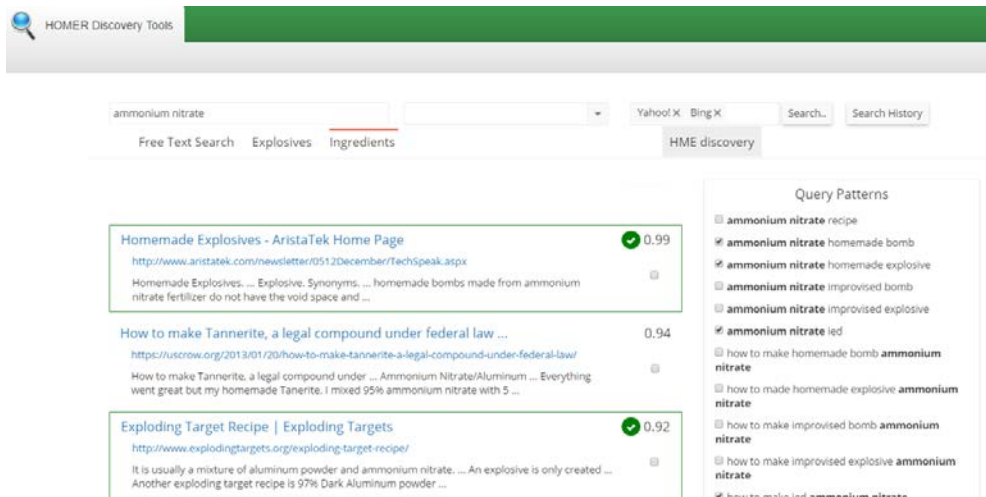 HOMER Discovery Tools
ammonium nitrate
Yahoo! X Bing X
Search..
Search History
Free Text Search Explosives Ingredients
HME discovery
Homemade Explosives - AristaTek Home Page
0.99
http://www.aristatek.com/newsletter/0512December/TechSpeak.aspx
Homemade Explosives. ... Explosive. Synonyms. ... homemade bombs made from ammonium
nitrate fertilizer do not have the void space and ...
How to make Tannerite, a legal compound under federal law ...
0.94
https://uscrow.org/2013/01/20/how-to-make-tannerite-a-legal-compound-under-federal-law/
How to make Tannerite, a legal compound under ... Ammonium Nitrate/Aluminum ... Everything
went great but my homemade Tanerite. I mixed 95% ammonium nitrate with 5 ...
Exploding Target Recipe | Exploding Targets
0.92
http://www.explodingtargets.org/exploding-target-recipe/
It is usually a mixture of aluminum powder and ammonium nitrate. ... An explosive is only created ...
Another exploding target recipe is 97% Dark Aluminum powder ...
Query Patterns
ammonium nitrate recipe
ammonium nitrate homemade bomb
ammonium nitrate homemade explosive
ammonium nitrate improvised bomb
ammonium nitrate improvised explosive
ammonium nitrate ied
how to make homemade bomb ammonium
nitrate
how to made homemade explosive ammonium
nitrate
how to make improvised bomb ammonium
nitrate
how to make improvised explosive ammonium
nitrate
how to make ied ammonium nitrate